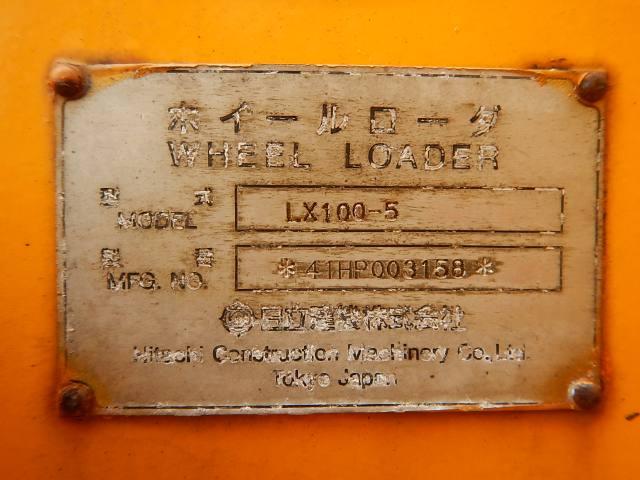 ホイールローダ
WHEEL LOADER
型式
MODEL
LX100-5
製番
MFG. NO.
*41HP003158*
日立建機株式会社
Hitachi Construction Machinery Co., Ltd.
Tokyo Japan